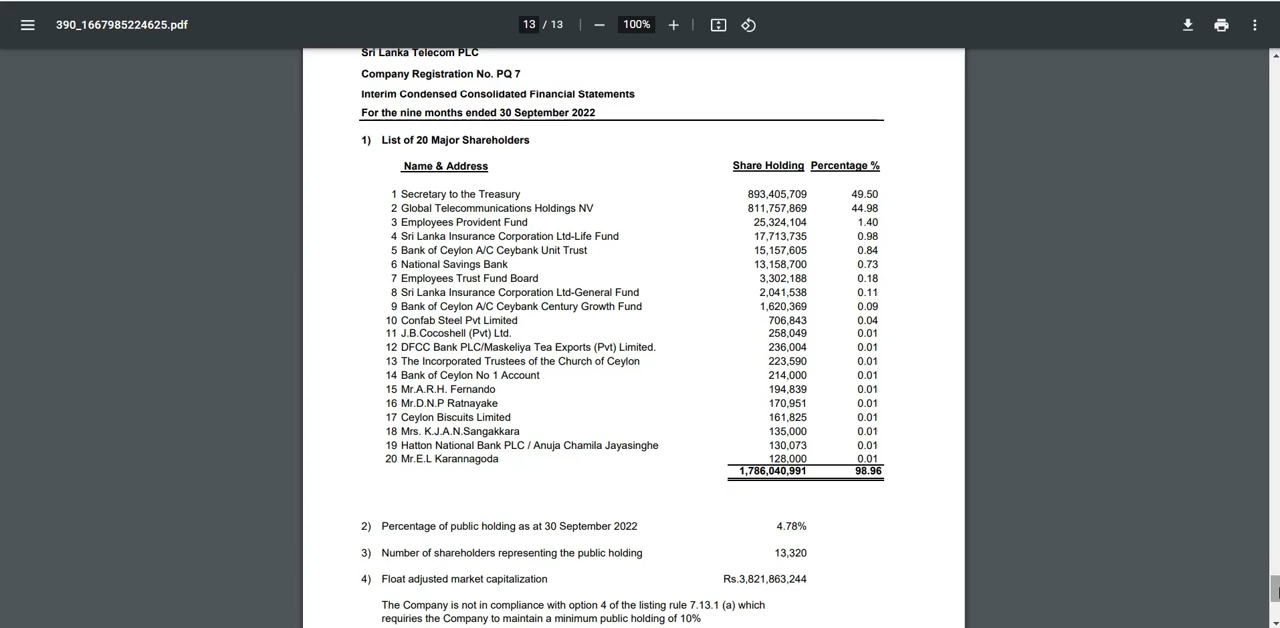 390_1667985224625.pdf
13 / 13
100%
Sri Lanka Telecom PLC
Company Registration No. PQ 7
Interim Condensed Consolidated Financial Statements
For the nine months ended 30 September 2022
1) List of 20 Major Shareholders
Name & Address Share Holding Percentage %
1 Secretary to the Treasury 893,405,709 49.50
2 Global Telecommunications Holdings NV 811,757,869 44.98
3 Employees Provident Fund 25,324,104 1.40
4 Sri Lanka Insurance Corporation Ltd-Life Fund 17,713,735 0.98
5 Bank of Ceylon A/C Ceybank Unit Trust 15,157,605 0.84
6 National Savings Bank 13,158,700 0.73
7 Employees Trust Fund Board 3,302,188 0.18
8 Sri Lanka Insurance Corporation Ltd-General Fund 2,041,538 0.11
9 Bank of Ceylon A/C Ceybank Century Growth Fund 1,620,369 0.09
10 Confab Steel Pvt Limited 706,843 0.04
11 J.B.Cocoshell (Pvt) Ltd. 258,049 0.01
12 DFCC Bank PLC/Maskeliya Tea Exports (Pvt) Limited. 236,004 0.01
13 The Incorporated Trustees of the Church of Ceylon 223,590 0.01
14 Bank of Ceylon No 1 Account 214,000 0.01
15 Mr.A.R.H. Fernando 194,839 0.01
16 Mr.D.N.P Ratnayake 170,951 0.01
17 Ceylon Biscuits Limited 161,825 0.01
18 Mrs. K.J.A.N.Sangakkara 135,000 0.01
19 Hatton National Bank PLC / Anuja Chamila Jayasinghe 130,073 0.01
20 Mr.E.L Karannagoda 128,000 0.01
1,786,040,991 98.96
2) Percentage of public holding as at 30 September 2022 4.78%
3) Number of shareholders representing the public holding 13,320
4) Float adjusted market capitalization Rs.3,821,863,244
The Company is not in compliance with option 4 of the listing rule 7.13.1 (a) which
requiries the Company to maintain a minimum public holding of 10%